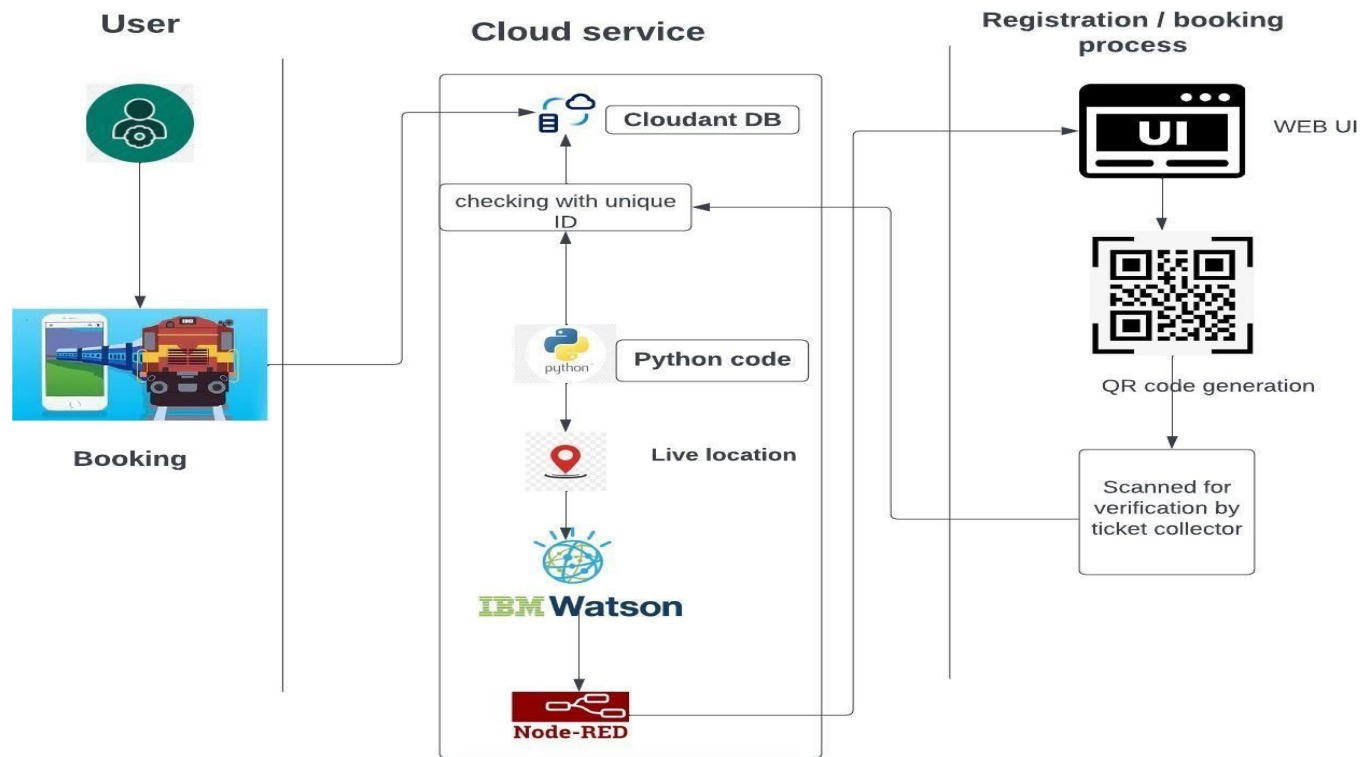 User
Booking
Cloud service
Cloudant DB
checking with unique
ID
python
Python code
Live location
IBM Watson
Node-RED
Registration / booking
process
UI
WEB UI
QR code generation
Scanned for
verification by
ticket collector